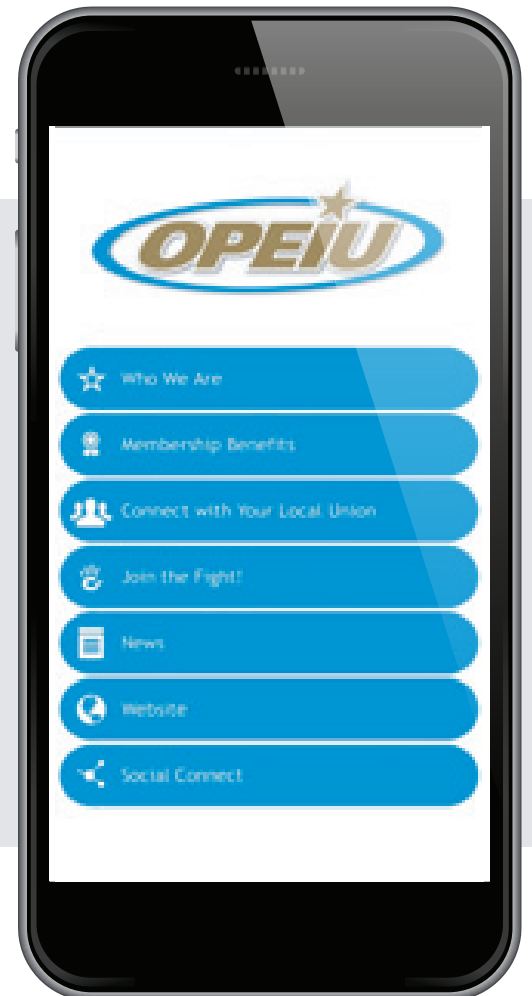 OPEIU
Who We Are
Membership Benefits
Connect with Your Local Union
Join the Fight!
News
Website
Social Connect